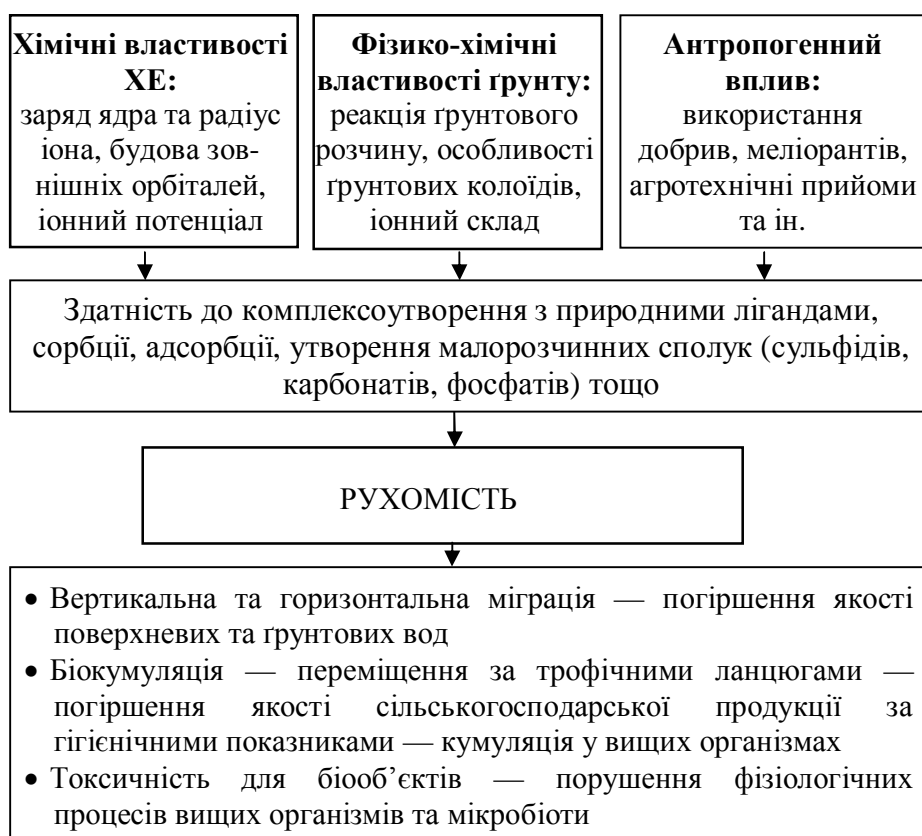 Хімічні властивості
ХЕ:
заряд ядра та радіус
іона, будова зов-
нішніх орбіталей,
іонний потенціал
Фізико-хімічні
властивості ґрунту:
реакція ґрунтового
розчину, особливості
ґрунтових колоїдів,
іонний склад
Антропогенний
вплив:
використання
добрив, меліорантів,
агротехнічні прийоми
та ін.
Здатність до комплексоутворення з природними лігандами,
сорбції, адсорбції, утворення малорозчинних сполук (сульфідів,
карбонатів, фосфатів) тощо
РУХОМІСТЬ
• Вертикальна та горизонтальна міграція — погіршення якості
поверхневих та ґрунтових вод
• Біокумуляція — переміщення за трофічними ланцюгами —
погіршення якості сільськогосподарської продукції за
гігієнічними показниками — кумуляція у вищих організмах
• Токсичність для біооб’єктів — порушення фізіологічних
процесів вищих організмів та мікробіоти